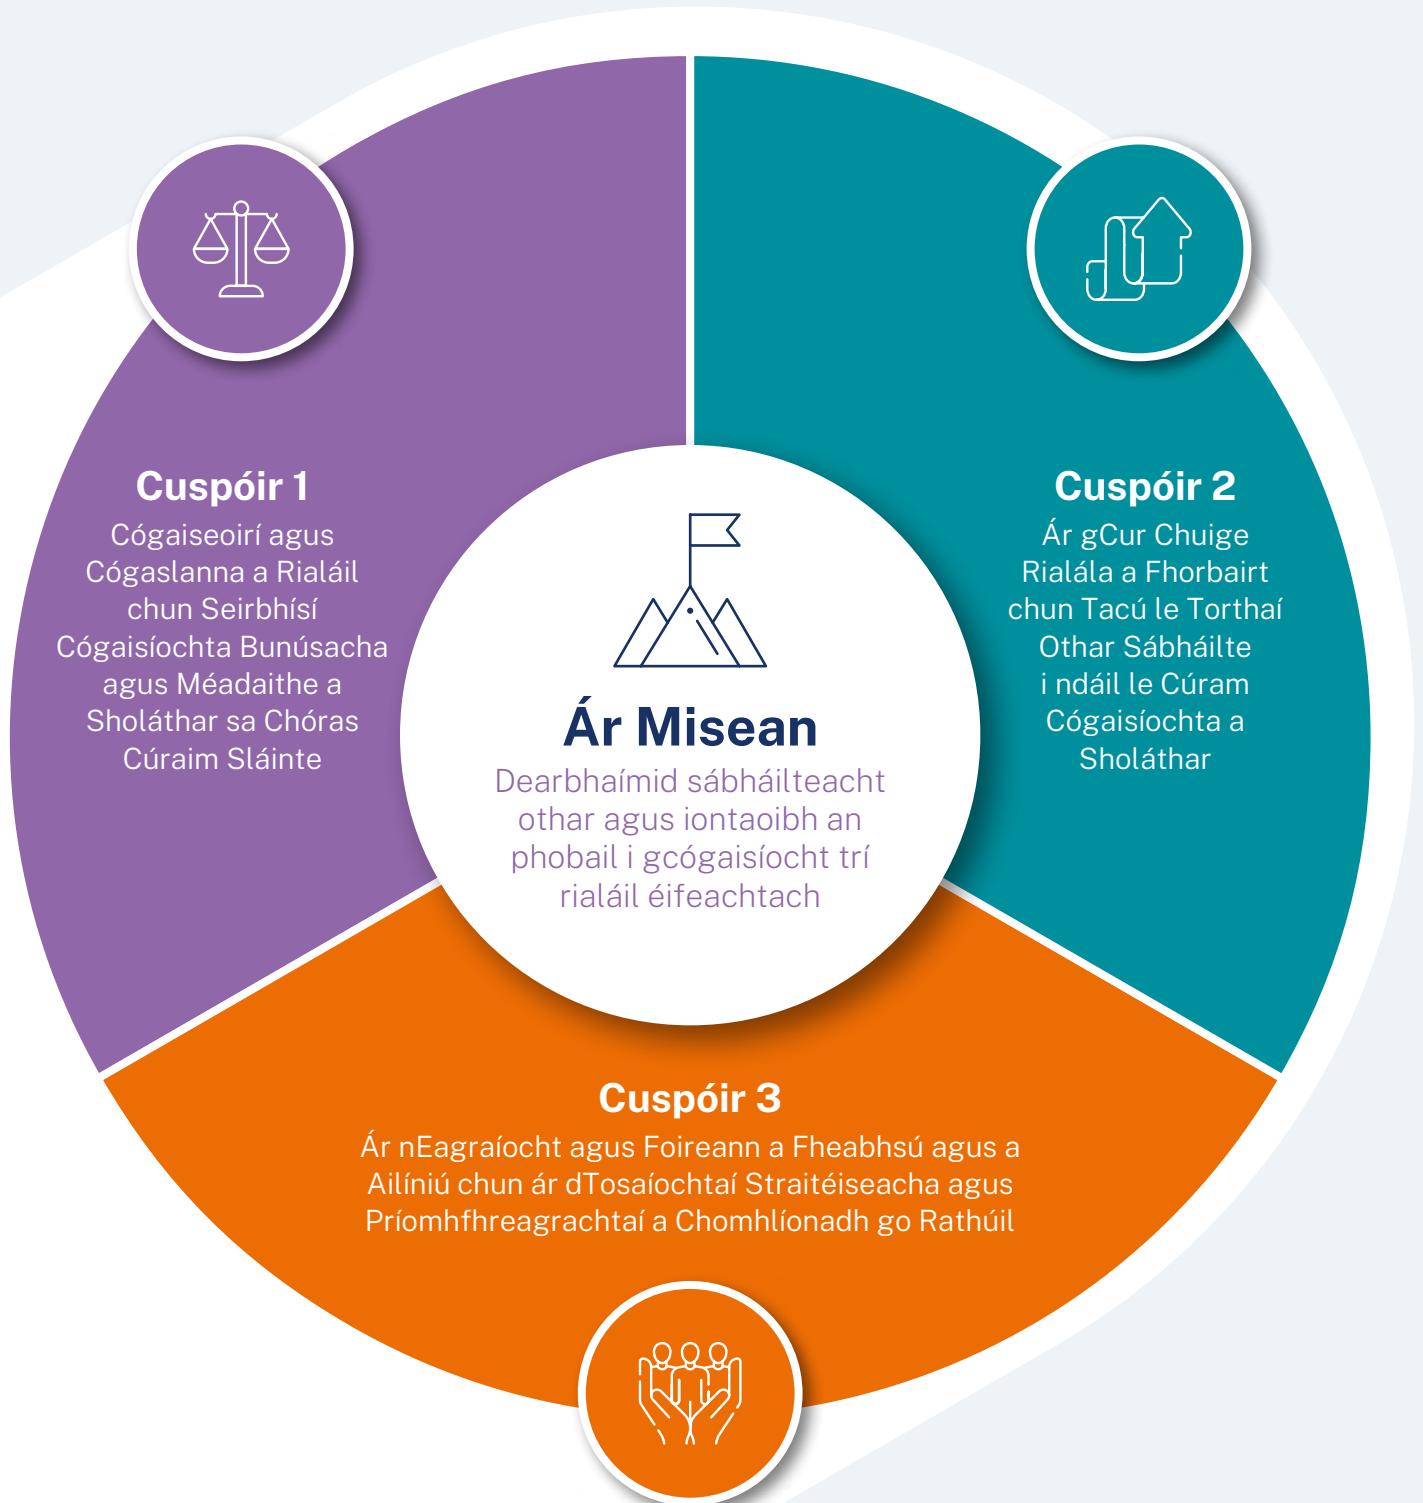 Cuspóir 1
Cógaiseoirí agus
Cógaslanna a Rialáil
chun Seirbhísí
Cógaisíochta Bunúsacha
agus Méadaithe a
Sholáthar sa Chóras
Cúraim Sláinte
Cuspóir 2
Ár gCur Chuige
Rialála a Fhorbairt
chun Tacú le Torthaí
Othar Sábháilte
i ndáil le Cúram
Cógaisíochta a
Sholáthar
Ár Misean
Dearbhaímid sábháilteacht
othar agus iontaoibh an
phobail i gcógaisíocht trí
rialáil éifeachtach
Cuspóir 3
Ár nEagraíocht agus Foireann a Fheabhsú agus a
Ailíniú chun ár dTosaíochtaí Straitéiseacha agus
Príomhfhreagrachtaí a Chomhlíonadh go Rathúil